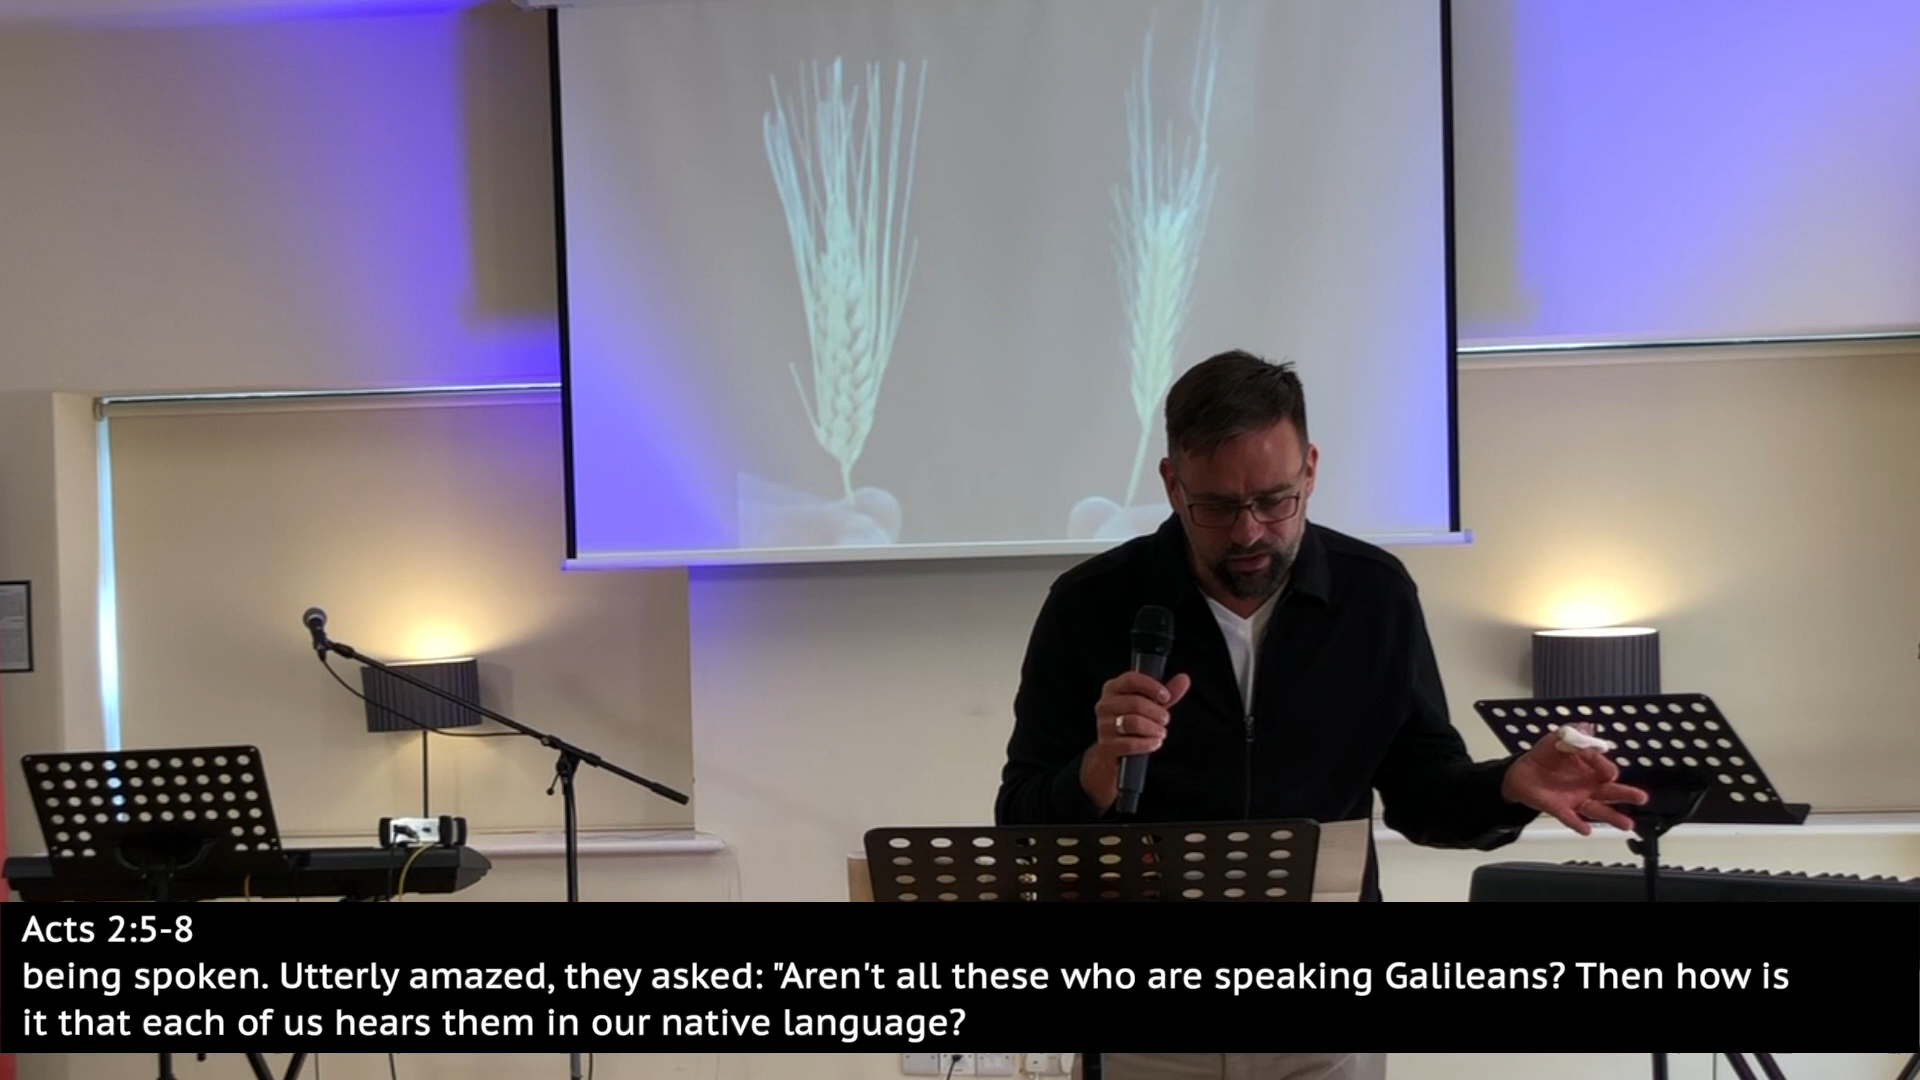 Acts 2:5-8
being spoken. Utterly amazed, they asked: "Aren't all these who are speaking Galileans? Then how is
it that each of us hears them in our native language?